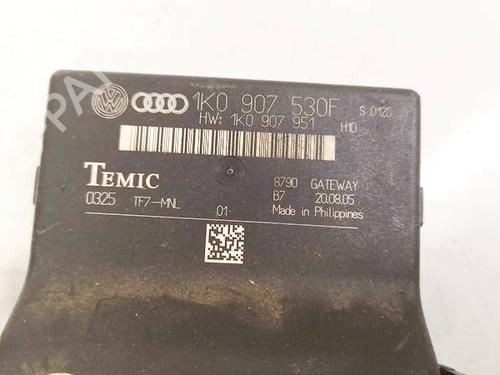 1K0 907 530F S 0120
HW: 1K0 907 951 H10
TEMIC
8790 GATEWAY
0325 TF7-MNL B7 20.08.05
01 Made in Philippines